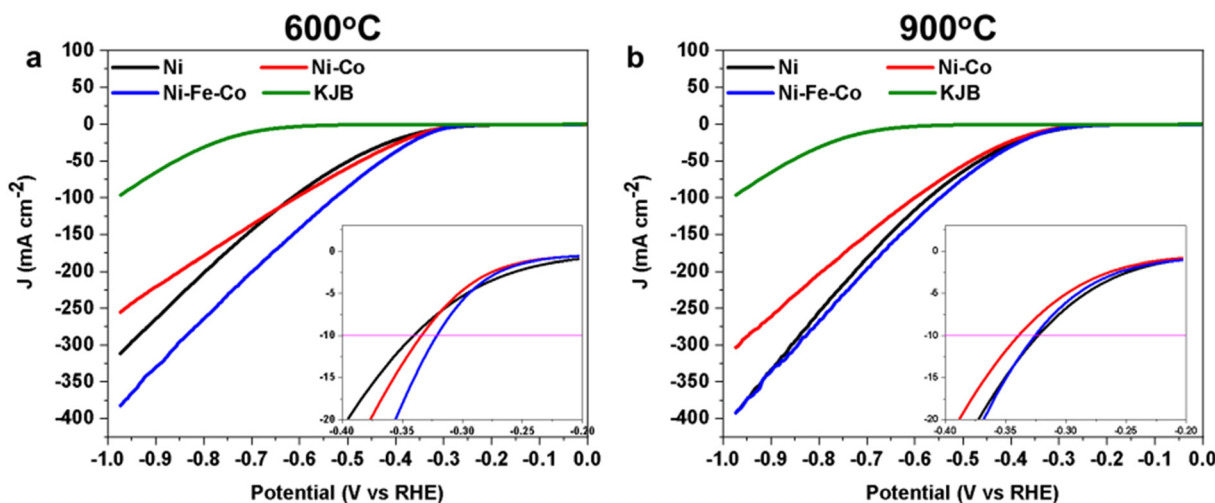 600°C
a
Ni
Ni-Co
Ni-Fe-Co
KJB
100
50
0
-50
-100
-150
-200
-250
-300
-350
-400
J (mA cm-2)
-1.0 -0.9 -0.8 -0.7 -0.6 -0.5 -0.4 -0.3 -0.2 -0.1 0.0
Potential (V vs RHE)
0
-5
-10
-15
-20
-0.40 -0.35 -0.30 -0.25 -0.20
900°C
b
Ni
Ni-Co
Ni-Fe-Co
KJB
100
50
0
-50
-100
-150
-200
-250
-300
-350
-400
J (mA cm-2)
-1.0 -0.9 -0.8 -0.7 -0.6 -0.5 -0.4 -0.3 -0.2 -0.1 0.0
Potential (V vs RHE)
0
-5
-10
-15
-20
-0.40 -0.35 -0.30 -0.25 -0.20